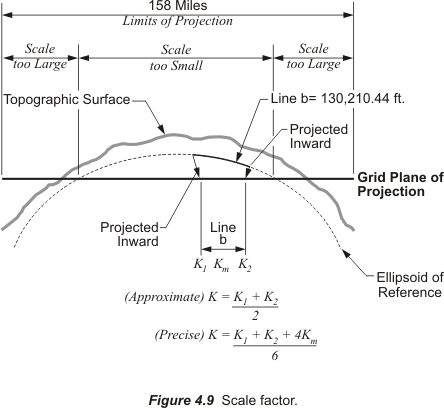 158 Miles
Limits of Projection
Scale
too Large
Scale
too Small
Scale
too Large
Topographic Surface
Line b= 130,210.44 ft.
Projected
Inward
Grid Plane of
Projection
Projected
Inward
Line
b
K1 Km K2
Ellipsoid of
Reference
(Approximate) K = K1 + K2
2
(Precise) K = K1 + K2 + 4Km
6
Figure 4.9 Scale factor.